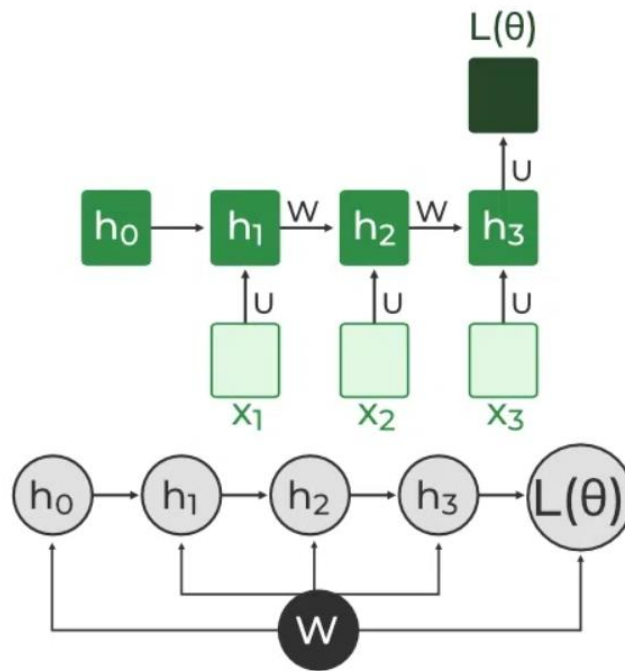 L(θ)
U
h₀ h₁ W h₂ W h₃
U U U
x₁ x₂ x₃
h₀ h₁ h₂ h₃ L(θ)
W